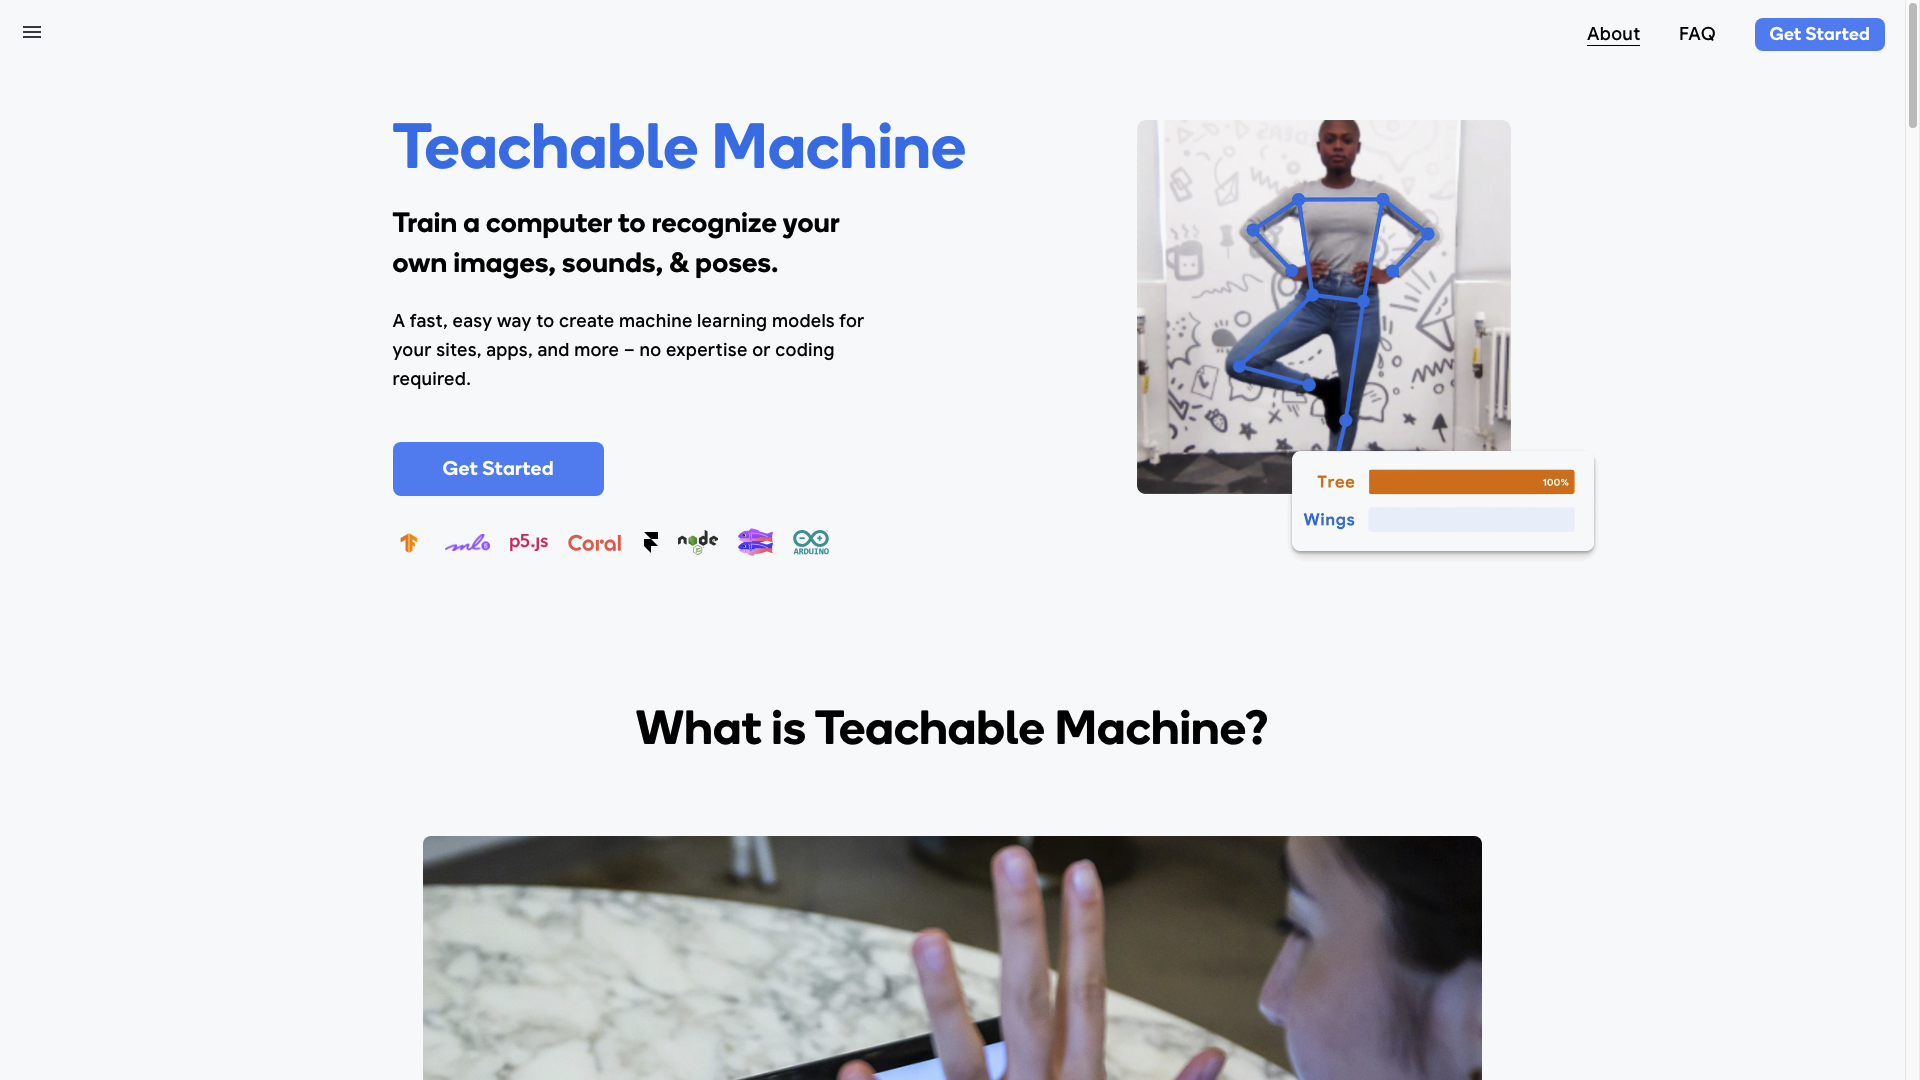 About
FAQ
Get Started
Teachable Machine
Train a computer to recognize your
own images, sounds, & poses.
A fast, easy way to create machine learning models for
your sites, apps, and more – no expertise or coding
required.
Get Started
ml5
p5.js
Coral
node
JS
ARDUINO
Tree
100%
Wings
What is Teachable Machine?